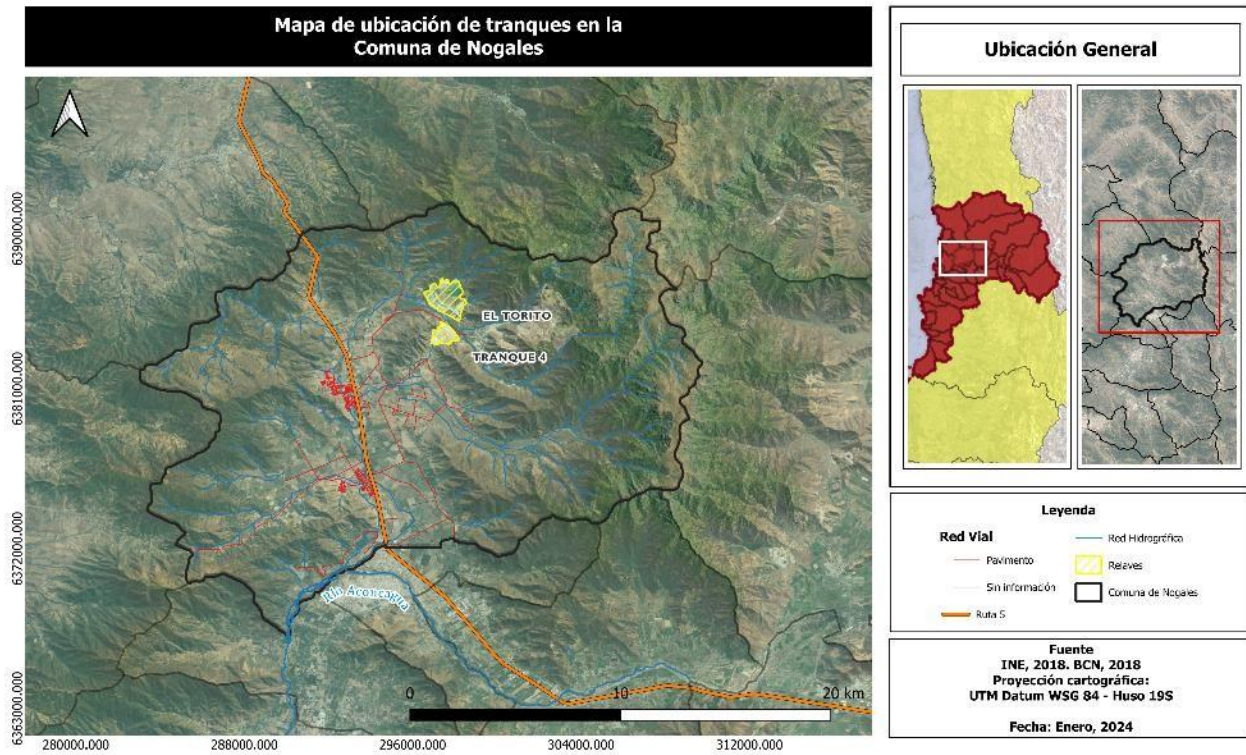 Mapa de ubicación de tranques en la
Comuna de Nogales
6390000.000
6381000.000
6372000.000
6363000.000
EL TORITO
TRANQUE 4
Río Aconcagua
0
10
20 km
280000.000
288000.000
296000.000
304000.000
312000.000
Ubicación General
Leyenda
Red Vial
Pavimento
Sin información
Ruta 5
Red Hidrográfica
Relaves
Comuna de Nogales
Fuente
INE, 2018. BCN, 2018
Proyección cartográfica:
UTM Datum WSG 84 - Huso 19S
Fecha: Enero, 2024